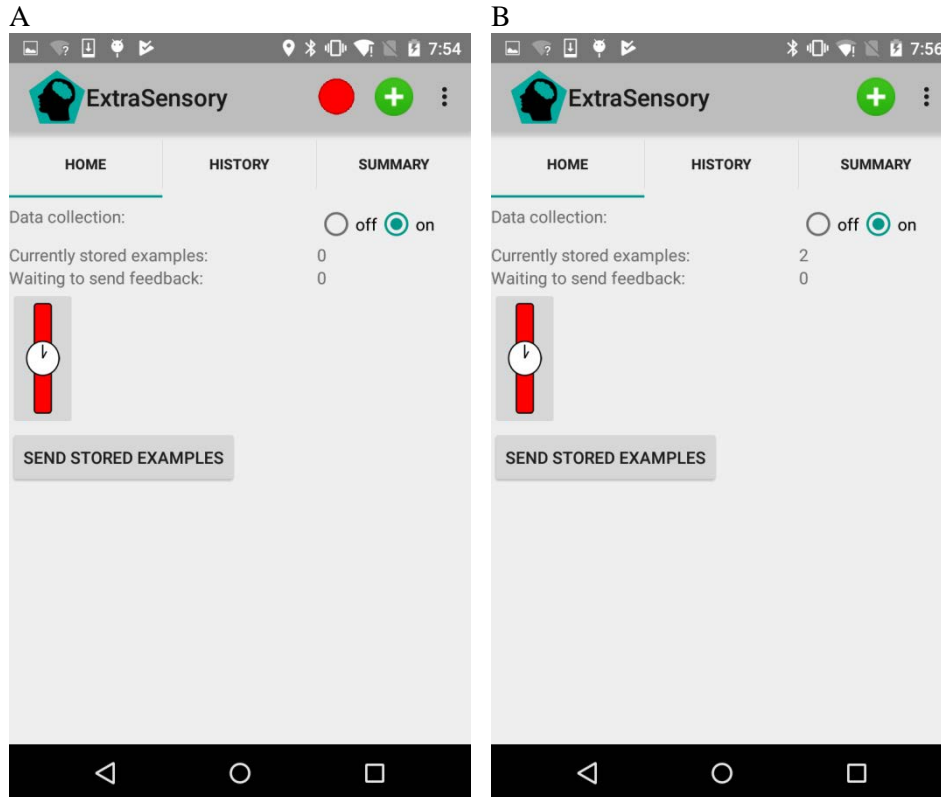 A
7:54
ExtraSensory
HOME HISTORY SUMMARY
Data collection: off on
Currently stored examples: 0
Waiting to send feedback: 0
SEND STORED EXAMPLES
B
7:56
ExtraSensory
HOME HISTORY SUMMARY
Data collection: off on
Currently stored examples: 2
Waiting to send feedback: 0
SEND STORED EXAMPLES